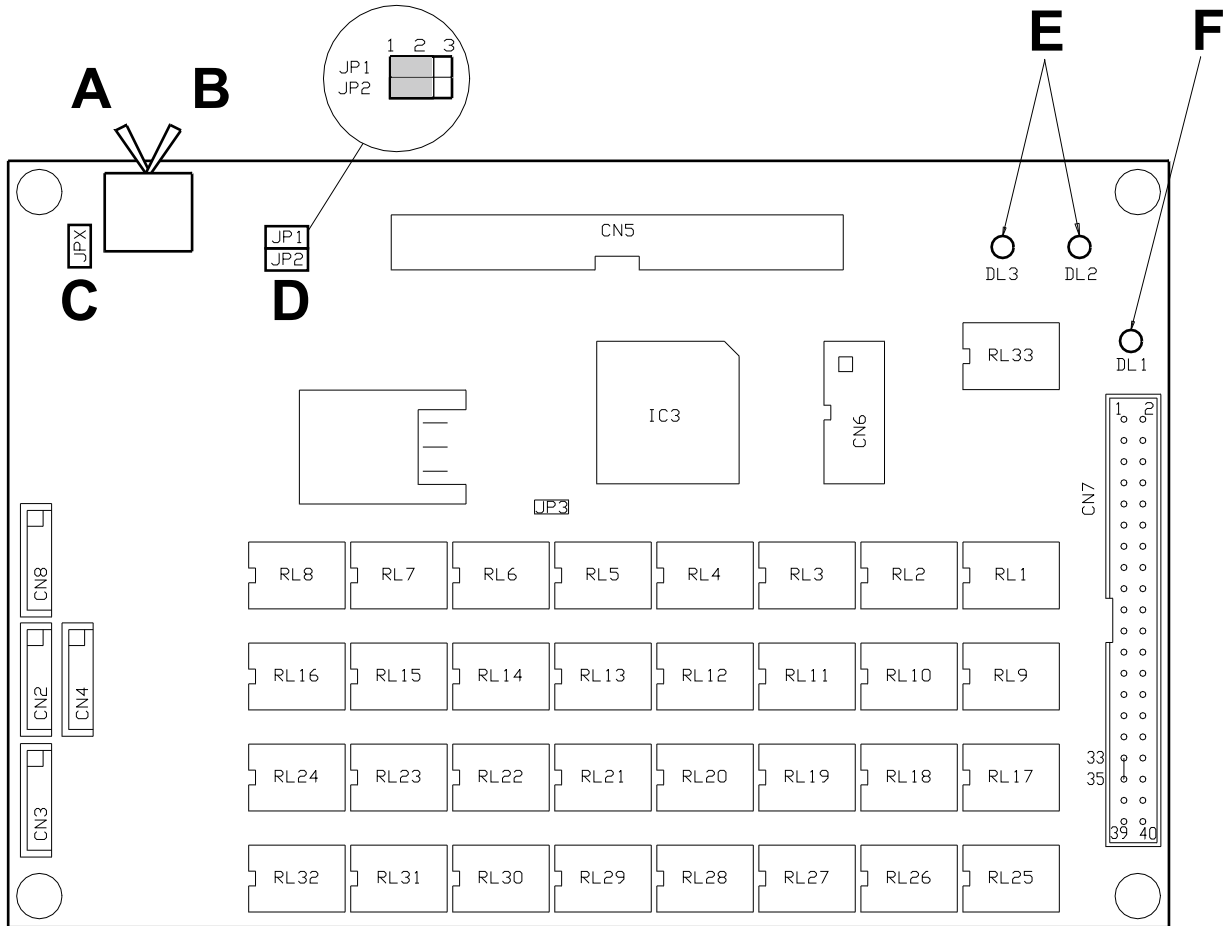 E F
1 2 3
JP1
JP2
A B
JPX
JP1
JP2
CN5
C D
DL3 DL2
RL33
DL1
IC3
CN6
1 2
CN7
JP3
CN8
RL8 RL7 RL6 RL5 RL4 RL3 RL2 RL1
CN2 CN4
RL16 RL15 RL14 RL13 RL12 RL11 RL10 RL9
33
35
RL24 RL23 RL22 RL21 RL20 RL19 RL18 RL17
CN3
39 40
RL32 RL31 RL30 RL29 RL28 RL27 RL26 RL25